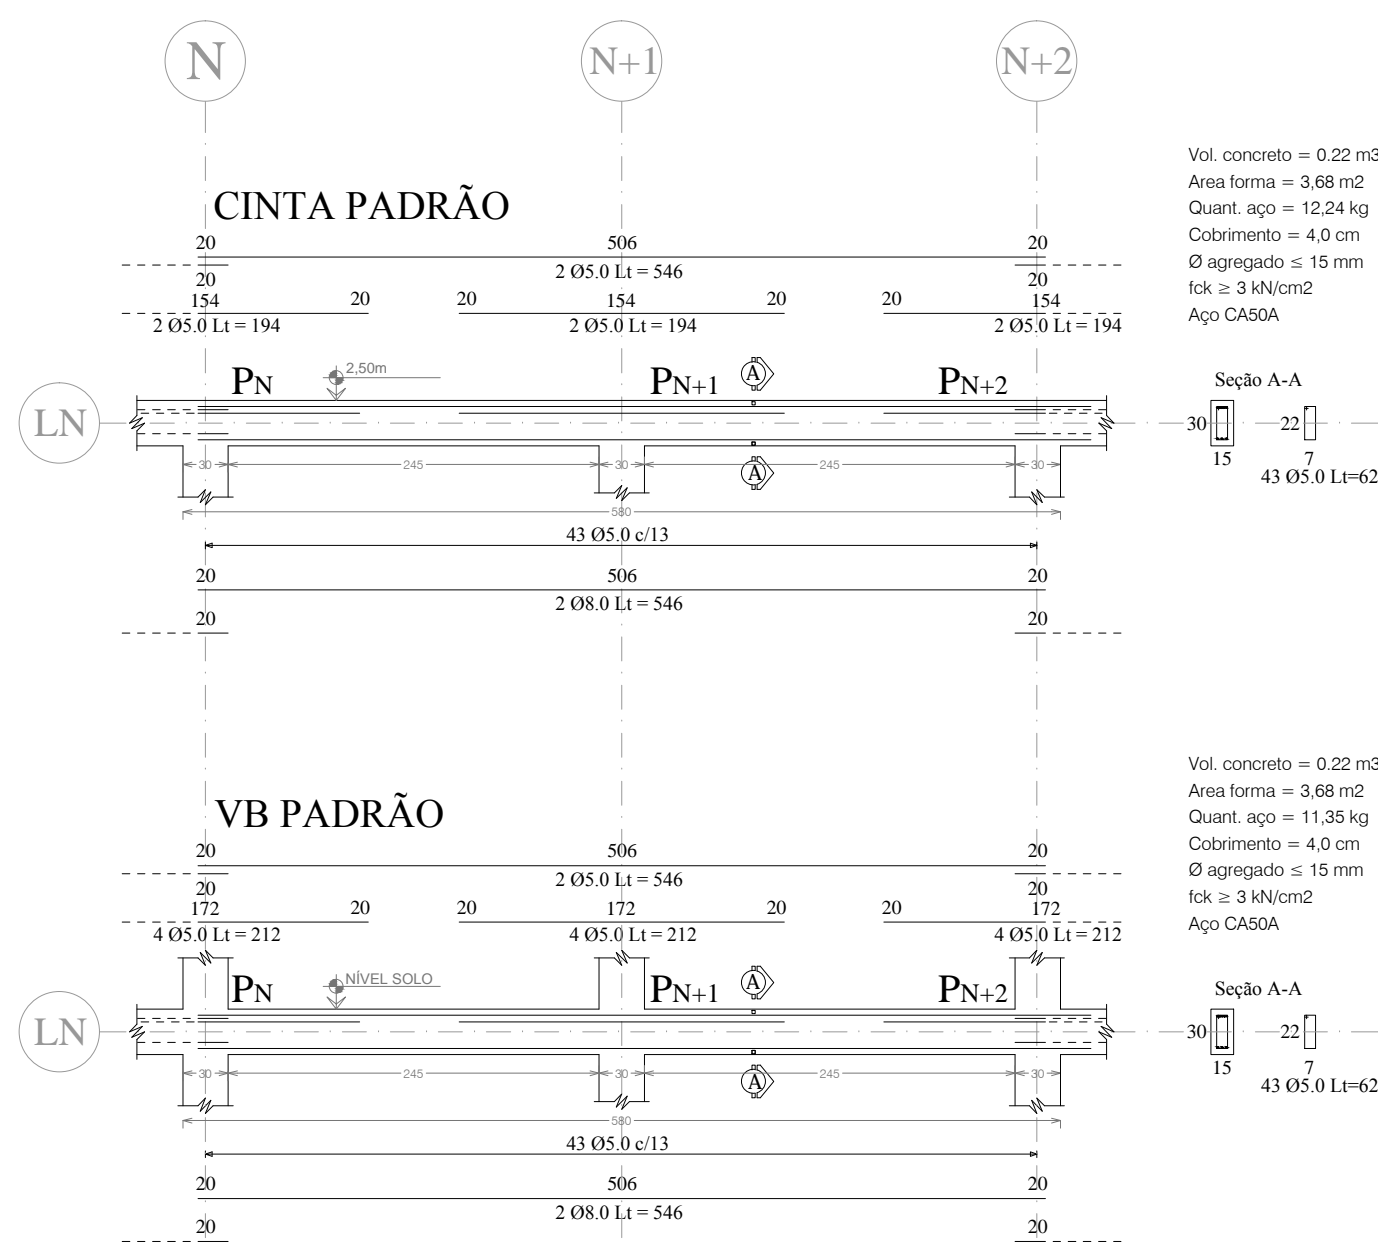 N N+1 N+2
Vol. concreto = 0.22 m3
Area forma = 3,68 m2
Quant. aço = 12,24 kg
Cobrimento = 4,0 cm
Ø agregado ≤ 15 mm
fck ≥ 3 kN/cm2
Aço CA50A
CINTA PADRÃO
20 506 20
2 Ø5.0 Lt = 546
20 20
154 20 20 154 20 20 154
2 Ø5.0 Lt = 194 2 Ø5.0 Lt = 194 2 Ø5.0 Lt = 194
PN 2,50m PN+1 A PN+2
Seção A-A
LN
30 22
15 7
43 Ø5.0 Lt=62
30 245 30 245 30
A
580
43 Ø5.0 c/13
20 506 20
2 Ø8.0 Lt = 546
20 20
Vol. concreto = 0.22 m3
Area forma = 3,68 m2
Quant. aço = 11,35 kg
Cobrimento = 4,0 cm
Ø agregado ≤ 15 mm
fck ≥ 3 kN/cm2
Aço CA50A
VB PADRÃO
20 506 20
2 Ø5.0 Lt = 546
20 20
172 20 20 172 20 20 172
4 Ø5.0 Lt = 212 4 Ø5.0 Lt = 212 4 Ø5.0 Lt = 212
PN NÍVEL SOLO PN+1 A PN+2
Seção A-A
LN
30 22
15 7
43 Ø5.0 Lt=62
30 245 30 245 30
A
580
43 Ø5.0 c/13
20 506 20
2 Ø8.0 Lt = 546
20 20